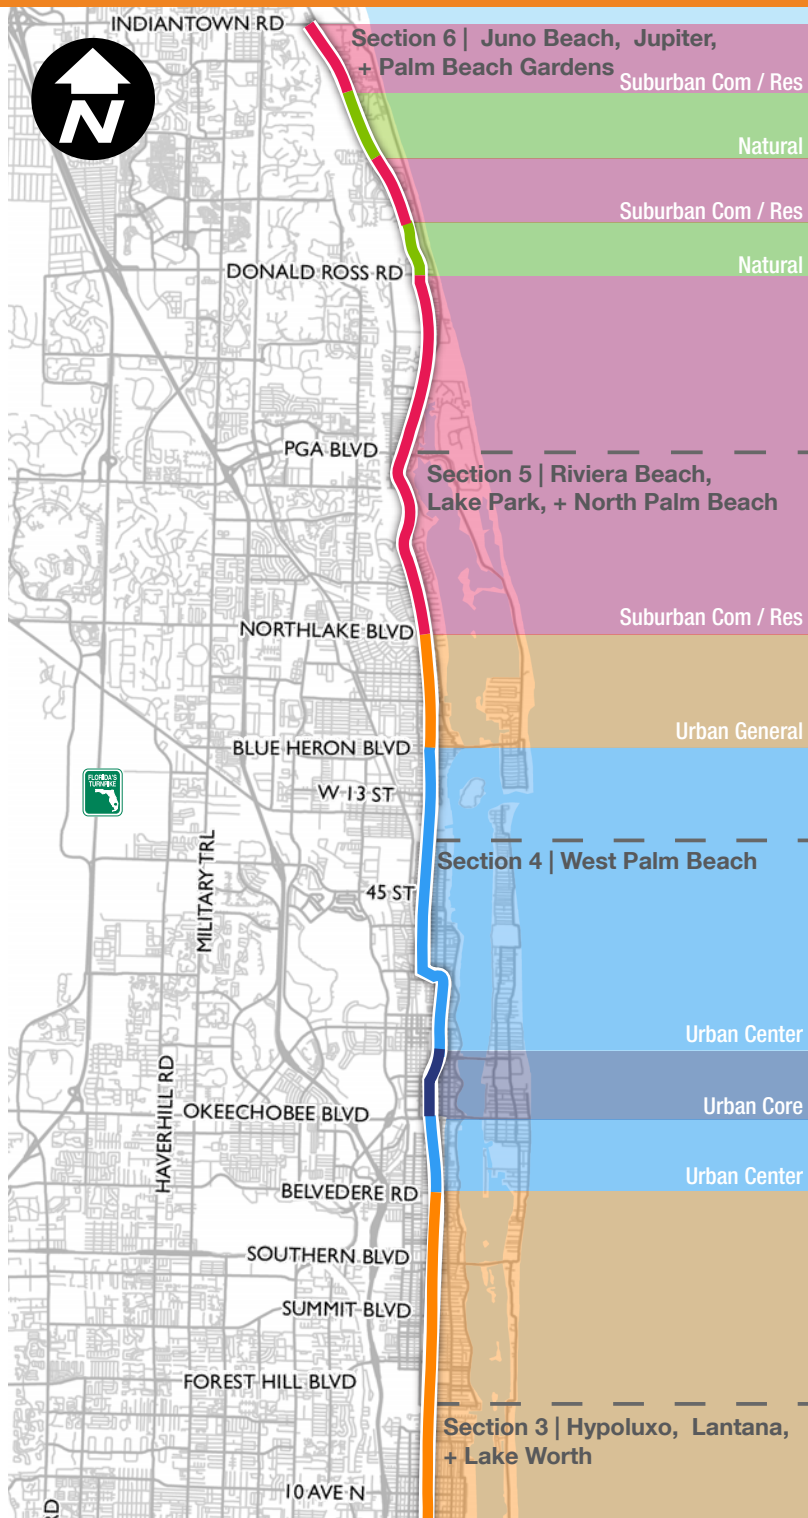 INDIANTOWN RD
Section 6 | Juno Beach, Jupiter,
+ Palm Beach Gardens
Suburban Com / Res
N
Natural
Suburban Com / Res
Natural
DONALD ROSS RD
PGA BLVD
Section 5 | Riviera Beach,
Lake Park, + North Palm Beach
Suburban Com / Res
NORTHLAKE BLVD
Urban General
BLUE HERON BLVD
FLORIDA'S
TURNPIKE
W 13 ST
Section 4 | West Palm Beach
MILITARY TRL
45 ST
Urban Center
HAVERHILL RD
Urban Core
OKEECHOBEE BLVD
Urban Center
BELVEDERE RD
SOUTHERN BLVD
SUMMIT BLVD
FOREST HILL BLVD
Section 3 | Hypoluxo, Lantana,
+ Lake Worth
10 AVE N
RD